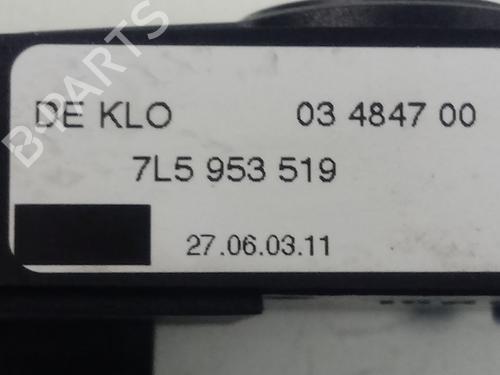 B-PARTS
DE KLO 03 4847 00
7L5 953 519
27.06.03.11